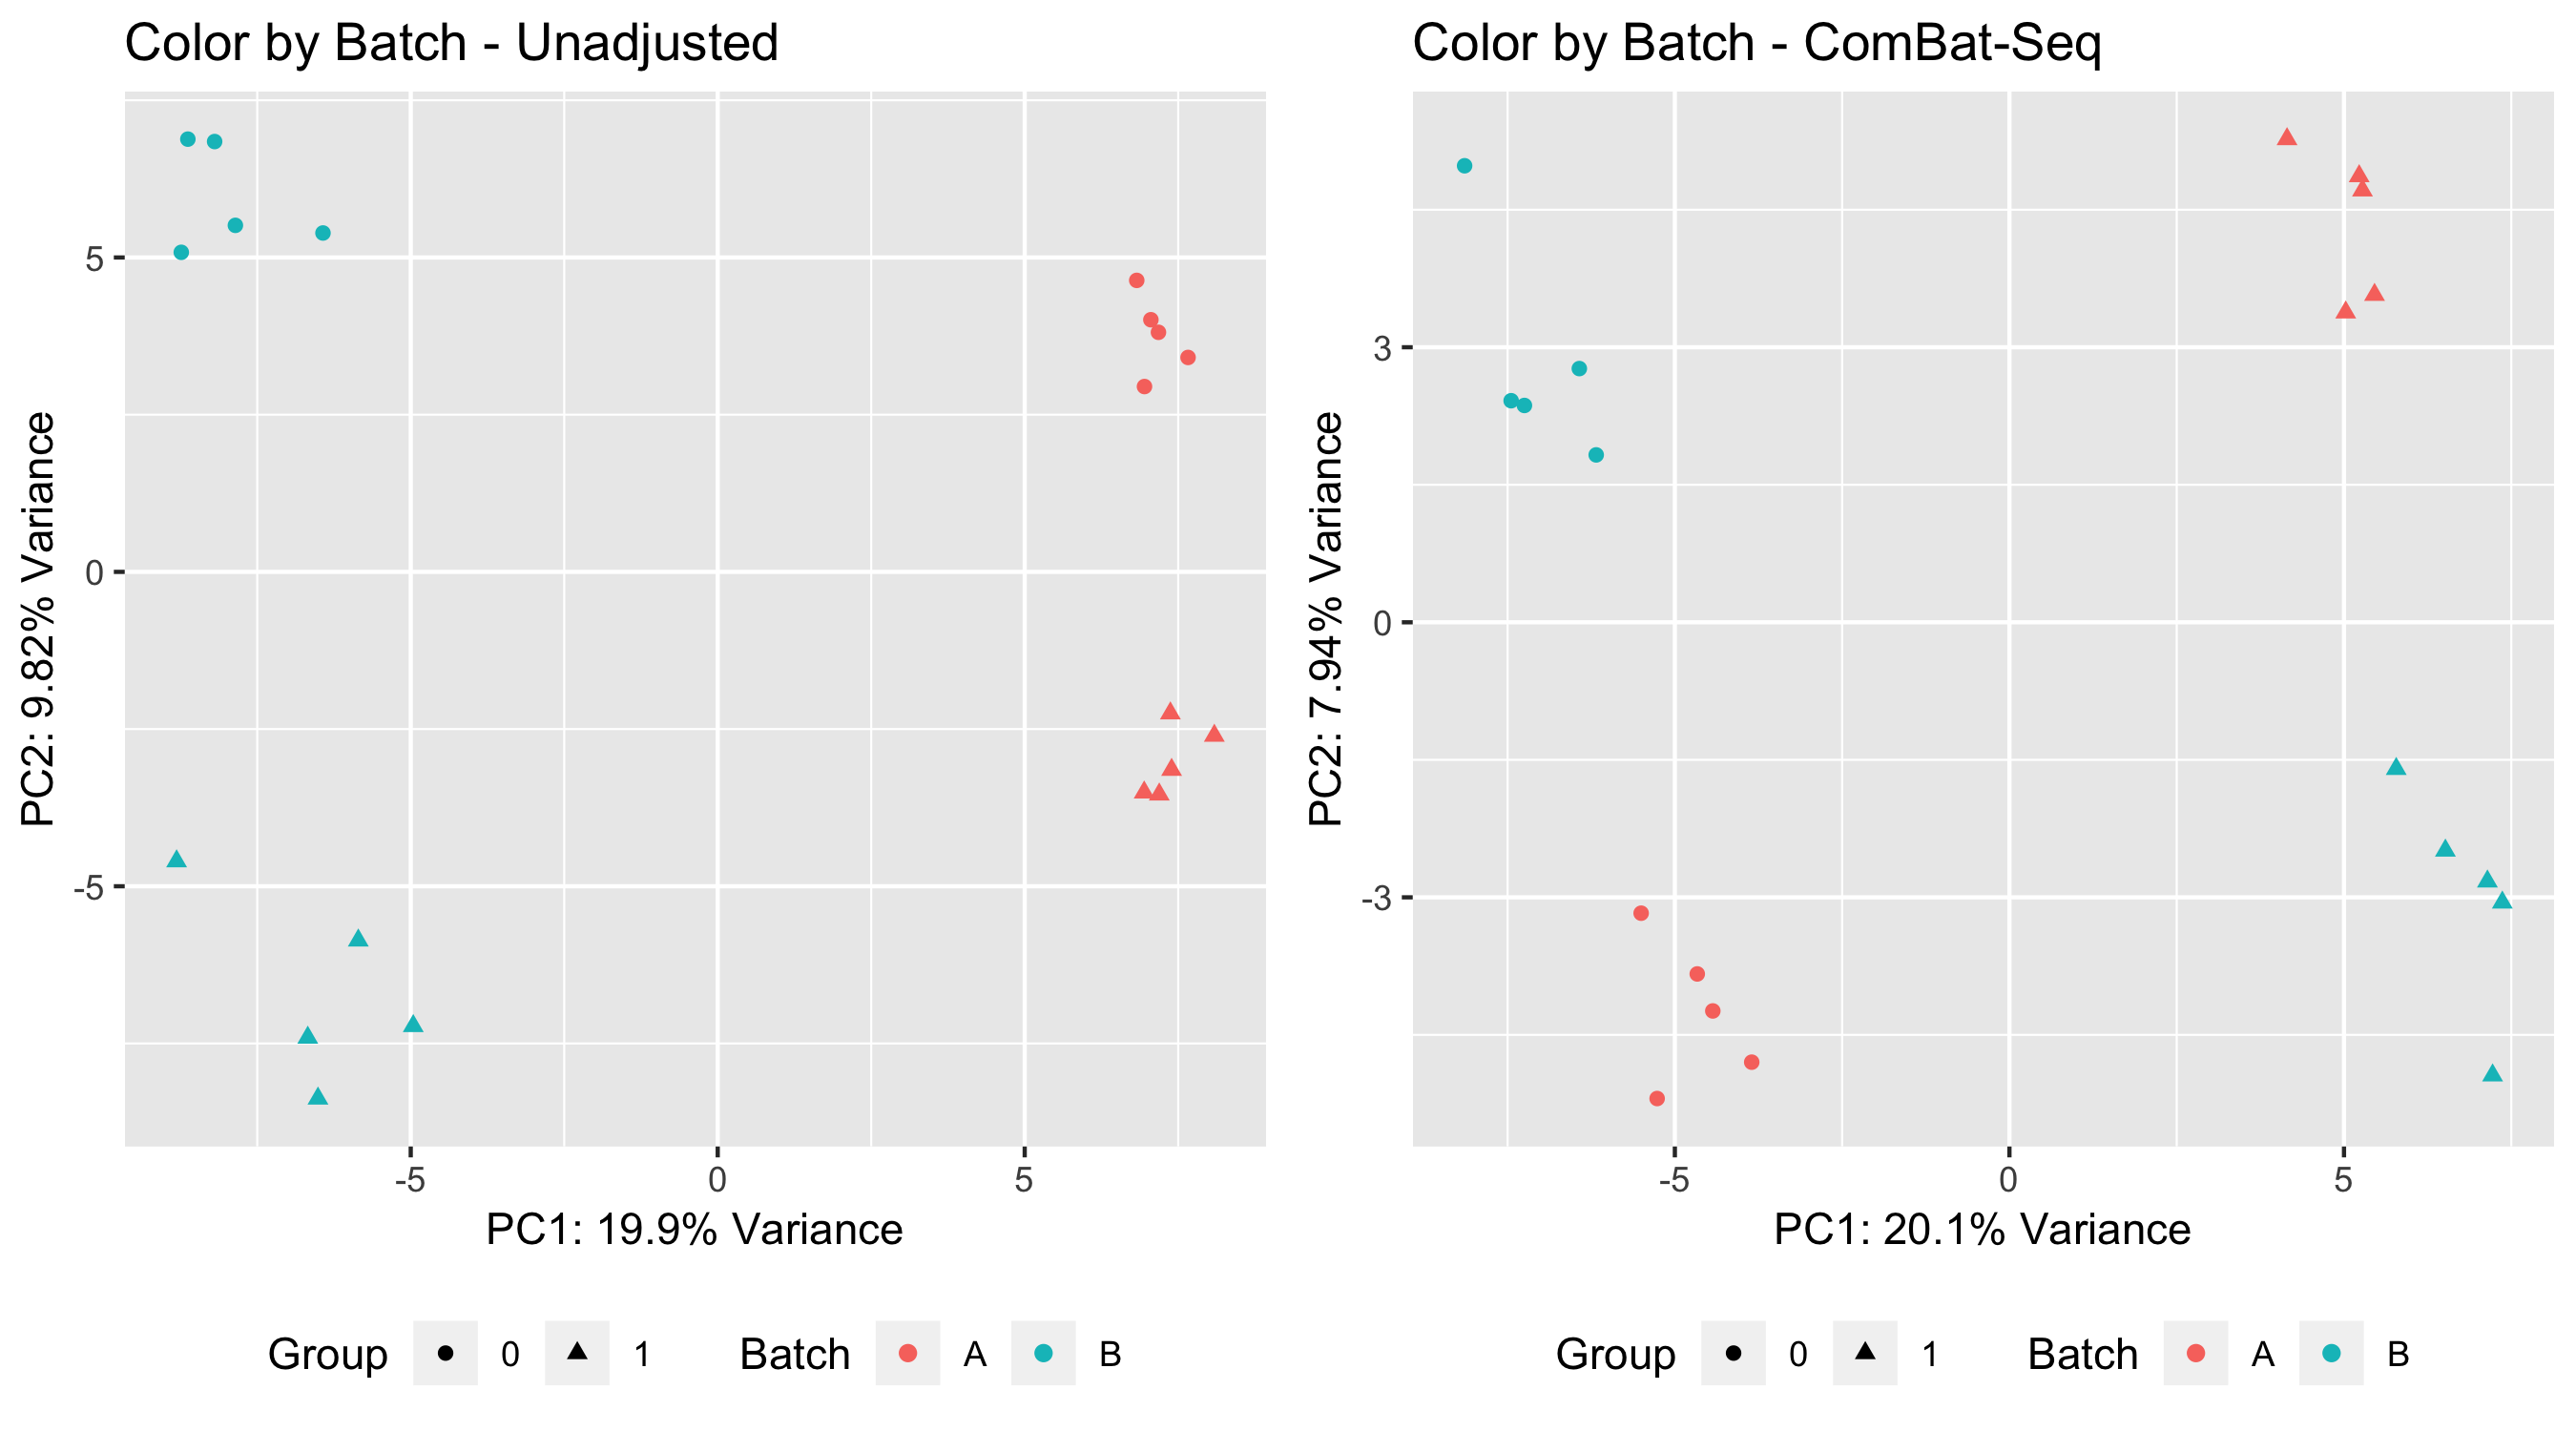 Color by Batch - Unadjusted
PC2: 9.82% Variance
5
0
-5
-5 0 5
PC1: 19.9% Variance
Group 0 1 Batch A B
Color by Batch - ComBat-Seq
PC2: 7.94% Variance
3
0
-3
-5 0 5
PC1: 20.1% Variance
Group 0 1 Batch A B